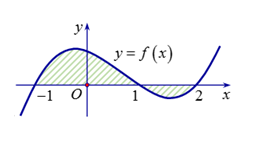 y
y = f(x)
-1 O 1 2 x